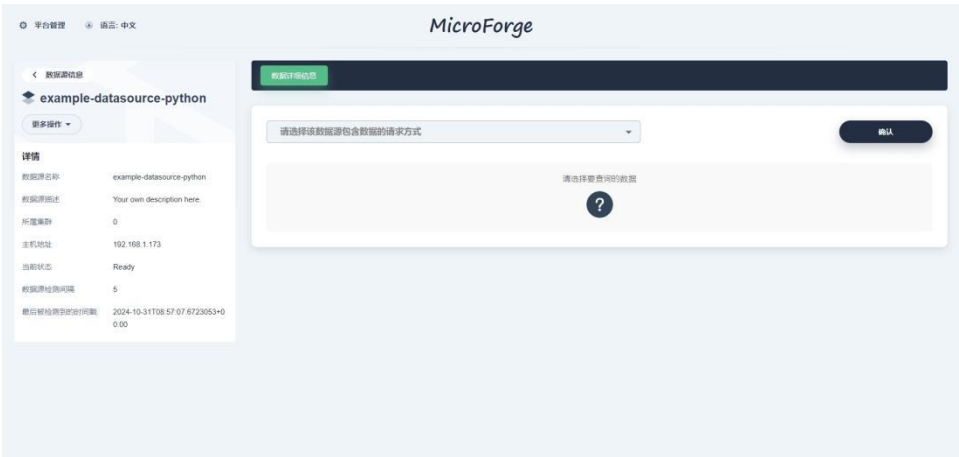 平台管理
语言: 中文
MicroForge
数据源信息
example-datasource-python
更多操作
详情
数据源名称 example-datasource-python
数据源描述 Your own description here.
所属集群 0
主机地址 192.168.1.173
当前状态 Ready
数据源检测间隔 5
最后被检测到的时间戳 2024-10-31T08:57:07.6723053+0
0:00
数据详细信息
请选择该数据源包含数据的请求方式
确认
请选择要查询的数据
?